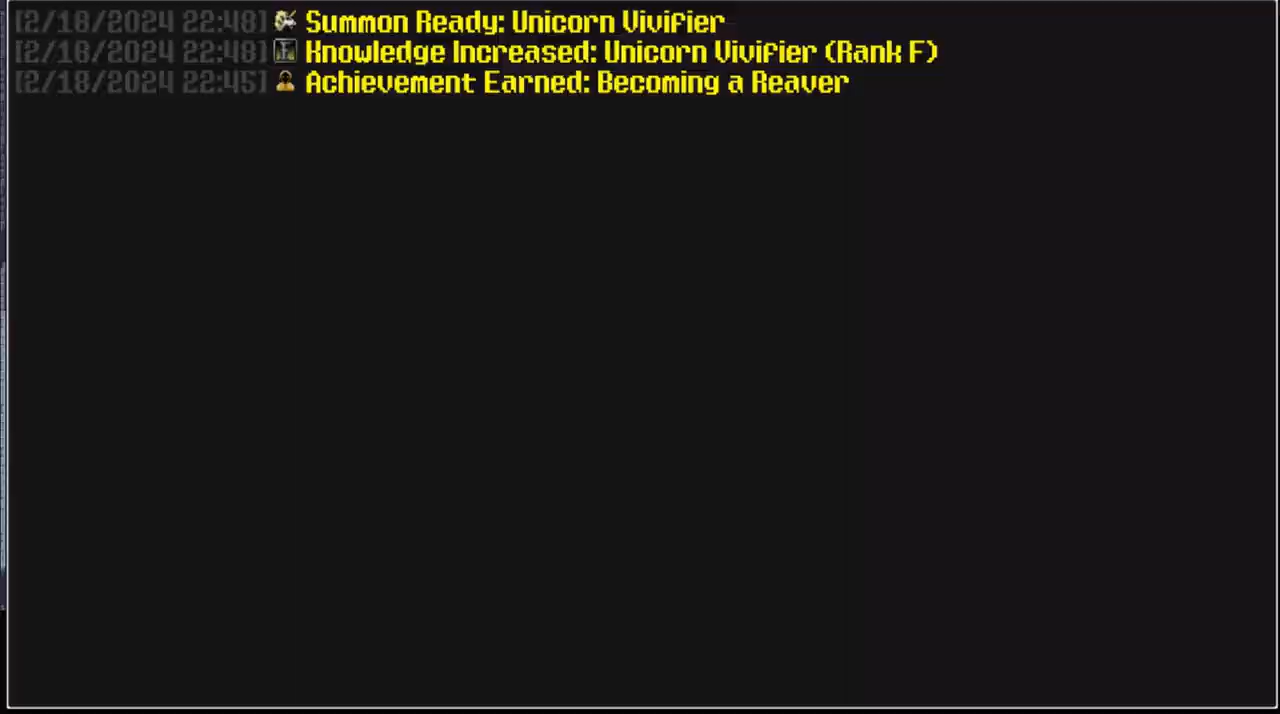 [2/18/2024 22:48] Summon Ready: Unicorn Vivifier
[2/18/2024 22:48] Knowledge Increased: Unicorn Vivifier (Rank F)
[2/18/2024 22:45] Achievement Earned: Becoming a Reaver